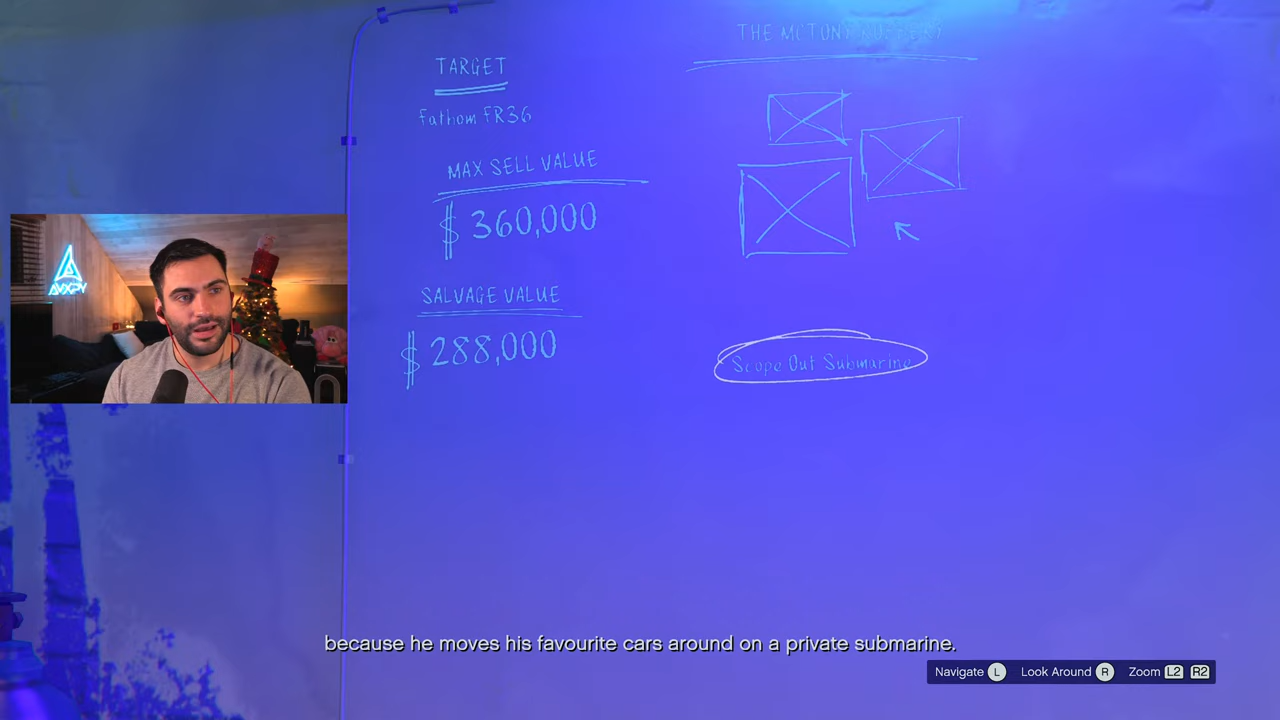 THE MCTONY ROBBERY
TARGET
Fathom FR36
MAX SELL VALUE
$ 360,000
SALVAGE VALUE
$ 288,000
Scope Out Submarine
AVXRY
because he moves his favourite cars around on a private submarine.
Navigate L Look Around R Zoom L2 R2